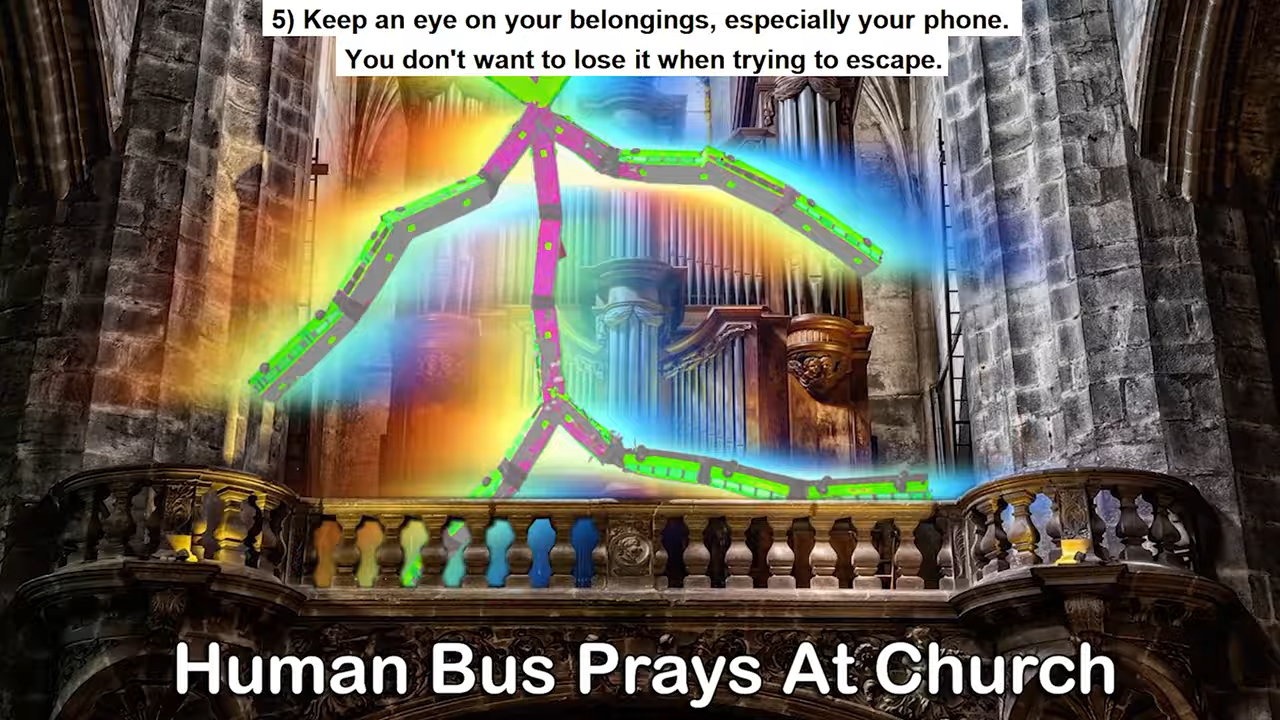 5) Keep an eye on your belongings, especially your phone.
You don't want to lose it when trying to escape.
Human Bus Prays At Church